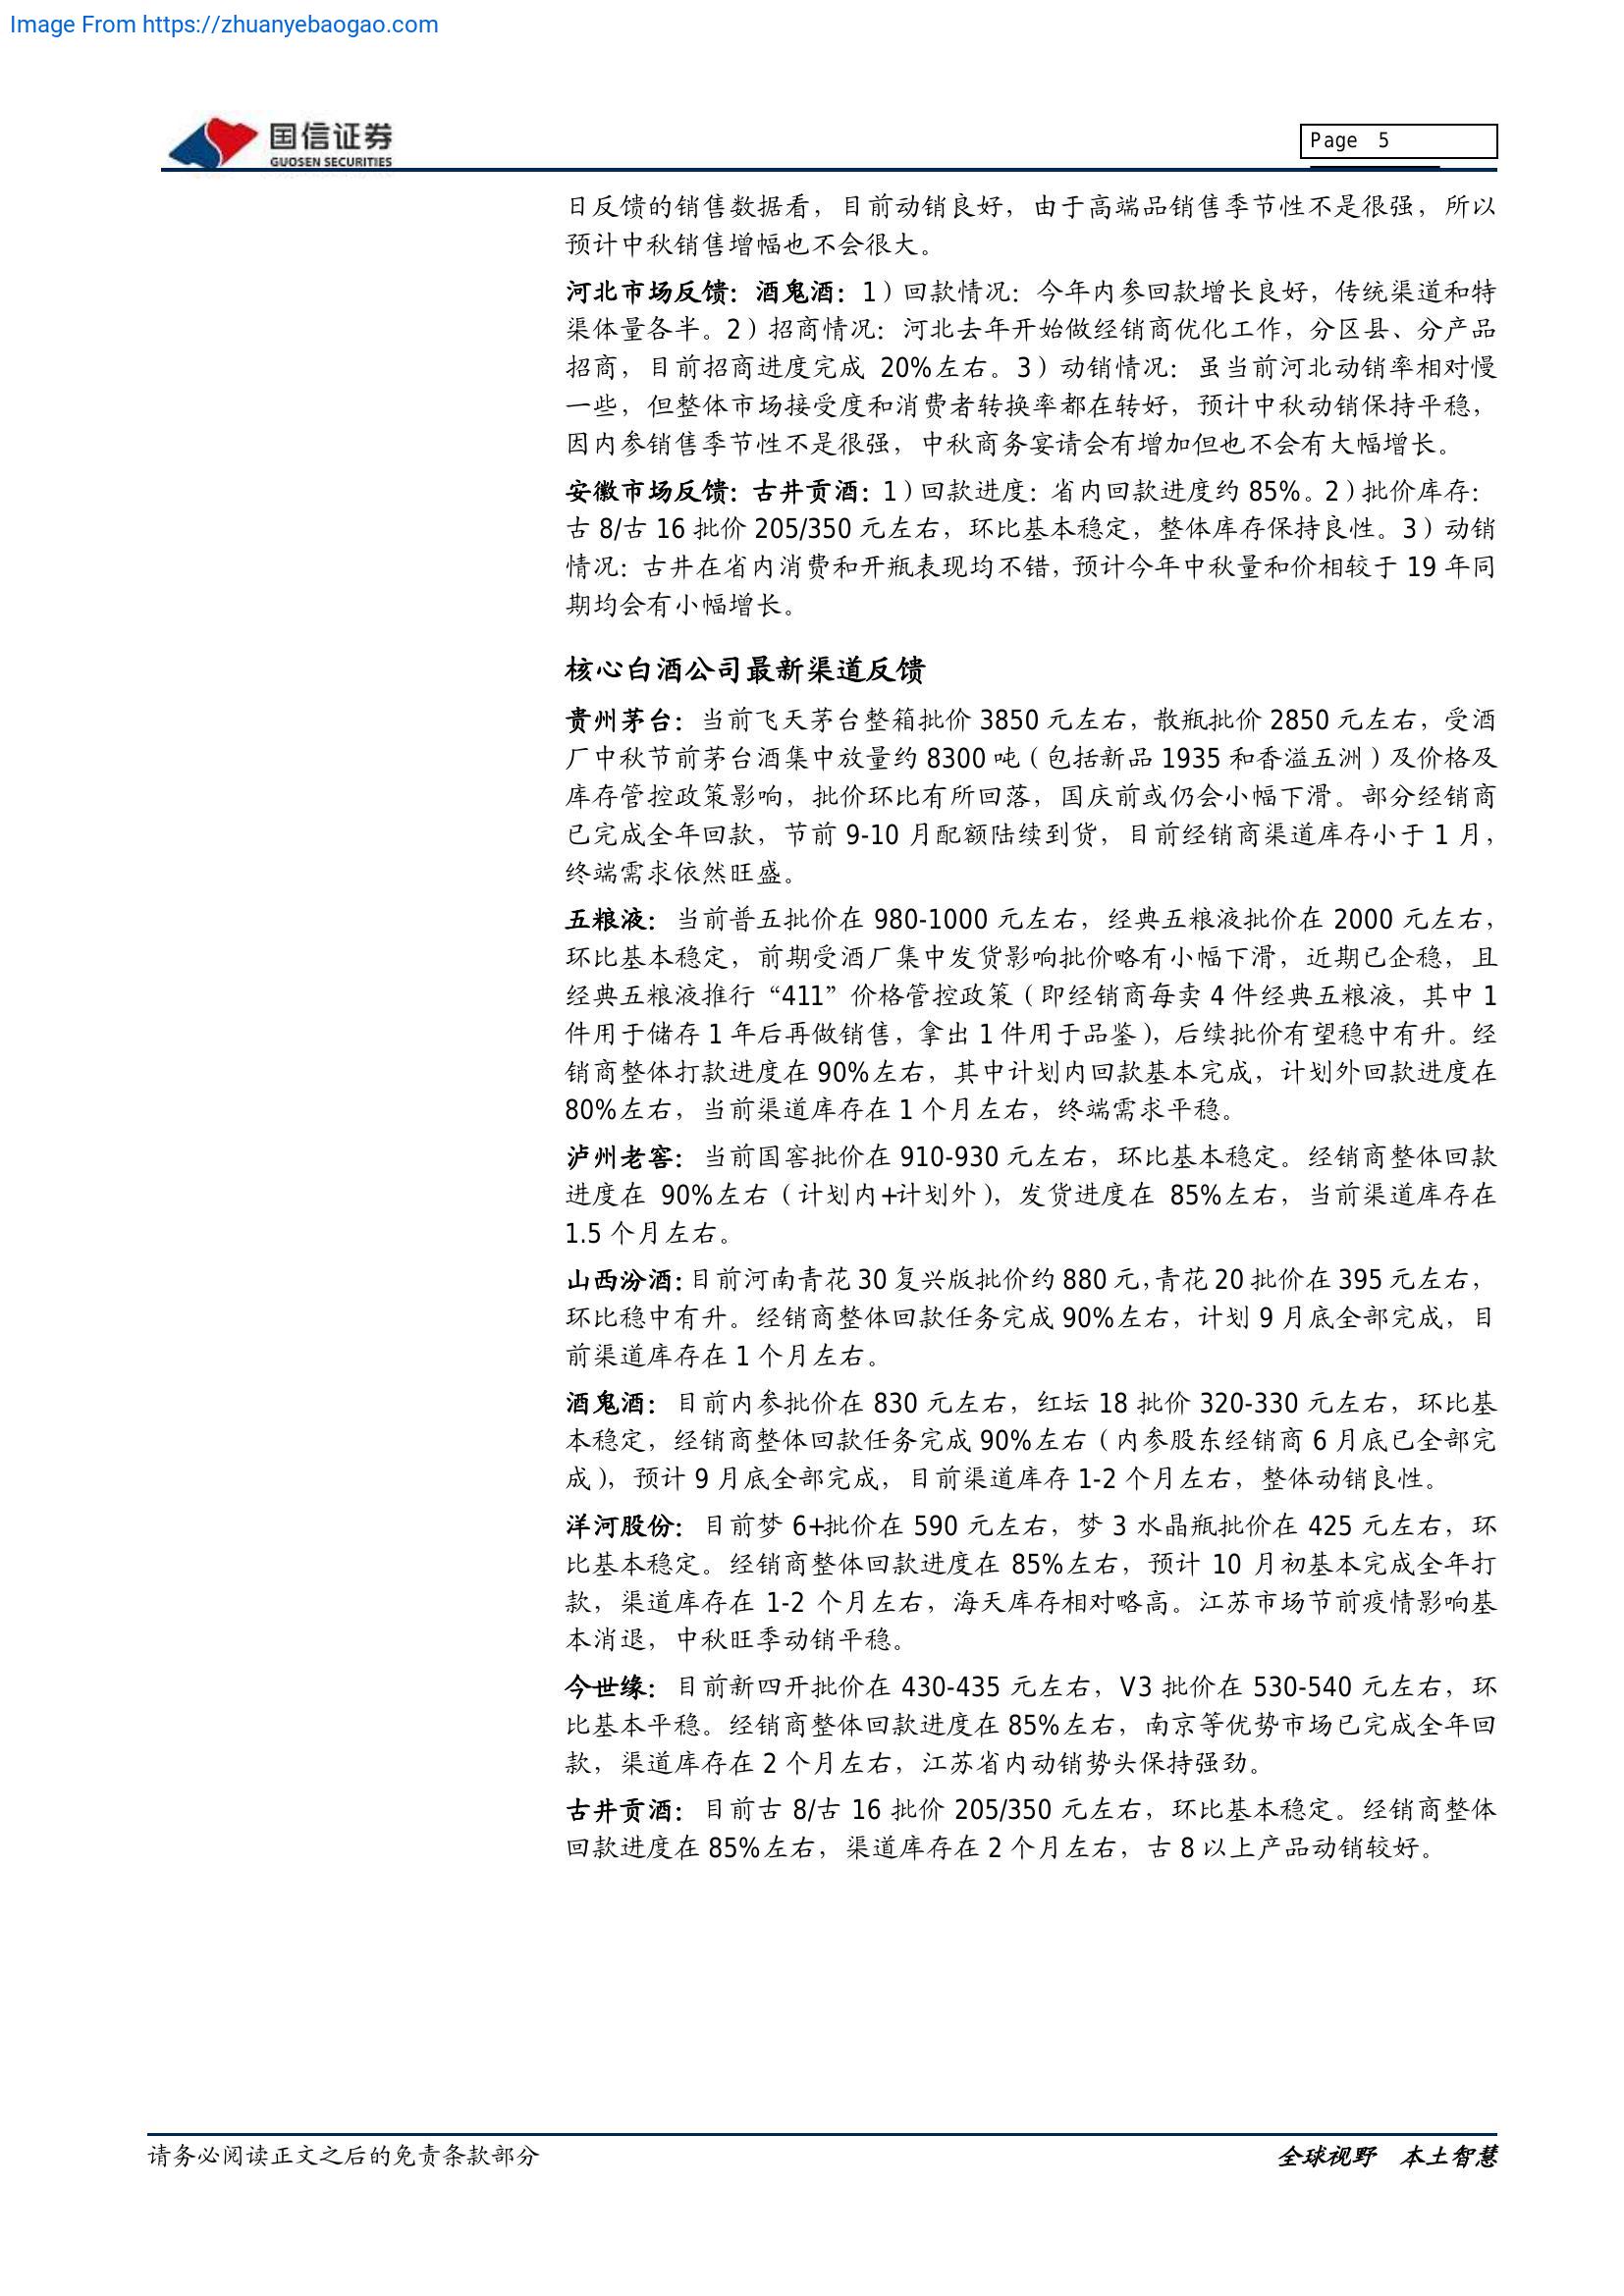 Image From https://zhuanyebaogao.com
国信证券
GUOSEN SECURITIES
Page 5
日反馈的销售数据看，目前动销良好，由于高端品销售季节性不是很强，所以
预计中秋销售增幅也不会很大。
河北市场反馈：酒鬼酒：1）回款情况：今年内参回款增长良好，传统渠道和特
渠体量各半。2）招商情况：河北去年开始做经销商优化工作，分区县、分产品
招商，目前招商进度完成 20%左右。3）动销情况：虽当前河北动销率相对慢
一些，但整体市场接受度和消费者转换率都在转好，预计中秋动销保持平稳，
因内参销售季节性不是很强，中秋商务宴请会有增加但也不会有大幅增长。
安徽市场反馈：古井贡酒：1）回款进度：省内回款进度约 85%。2）批价库存：
古 8/古 16 批价 205/350 元左右，环比基本稳定，整体库存保持良性。3）动销
情况：古井在省内消费和开瓶表现均不错，预计今年中秋量和价相较于 19 年同
期均会有小幅增长。
核心白酒公司最新渠道反馈
贵州茅台：当前飞天茅台整箱批价 3850 元左右，散瓶批价 2850 元左右，受酒
厂中秋节前茅台酒集中放量约 8300 吨（包括新品 1935 和香溢五洲）及价格及
库存管控政策影响，批价环比有所回落，国庆前或仍会小幅下滑。部分经销商
已完成全年回款，节前 9-10 月配额陆续到货，目前经销商渠道库存小于 1 月，
终端需求依然旺盛。
五粮液：当前普五批价在 980-1000 元左右，经典五粮液批价在 2000 元左右，
环比基本稳定，前期受酒厂集中发货影响批价略有小幅下滑，近期已企稳，且
经典五粮液推行“411”价格管控政策（即经销商每卖 4 件经典五粮液，其中 1
件用于储存 1 年后再做销售，拿出 1 件用于品鉴），后续批价有望稳中有升。经
销商整体打款进度在 90%左右，其中计划内回款基本完成，计划外回款进度在
80%左右，当前渠道库存在 1 个月左右，终端需求平稳。
泸州老窖：当前国窖批价在 910-930 元左右，环比基本稳定。经销商整体回款
进度在 90%左右（计划内+计划外），发货进度在 85%左右，当前渠道库存在
1.5 个月左右。
山西汾酒：目前河南青花 30 复兴版批价约 880 元，青花 20 批价在 395 元左右，
环比稳中有升。经销商整体回款任务完成 90%左右，计划 9 月底全部完成，目
前渠道库存在 1 个月左右。
酒鬼酒：目前内参批价在 830 元左右，红坛 18 批价 320-330 元左右，环比基
本稳定，经销商整体回款任务完成 90%左右（内参股东经销商 6 月底已全部完
成），预计 9 月底全部完成，目前渠道库存 1-2 个月左右，整体动销良性。
洋河股份：目前梦 6+批价在 590 元左右，梦 3 水晶瓶批价在 425 元左右，环
比基本稳定。经销商整体回款进度在 85%左右，预计 10 月初基本完成全年打
款，渠道库存在 1-2 个月左右，海天库存相对略高。江苏市场节前疫情影响基
本消退，中秋旺季动销平稳。
今世缘：目前新四开批价在 430-435 元左右，V3 批价在 530-540 元左右，环
比基本平稳。经销商整体回款进度在 85%左右，南京等优势市场已完成全年回
款，渠道库存在 2 个月左右，江苏省内动销势头保持强劲。
古井贡酒：目前古 8/古 16 批价 205/350 元左右，环比基本稳定。经销商整体
回款进度在 85%左右，渠道库存在 2 个月左右，古 8 以上产品动销较好。
请务必阅读正文之后的免责条款部分
全球视野 本土智慧